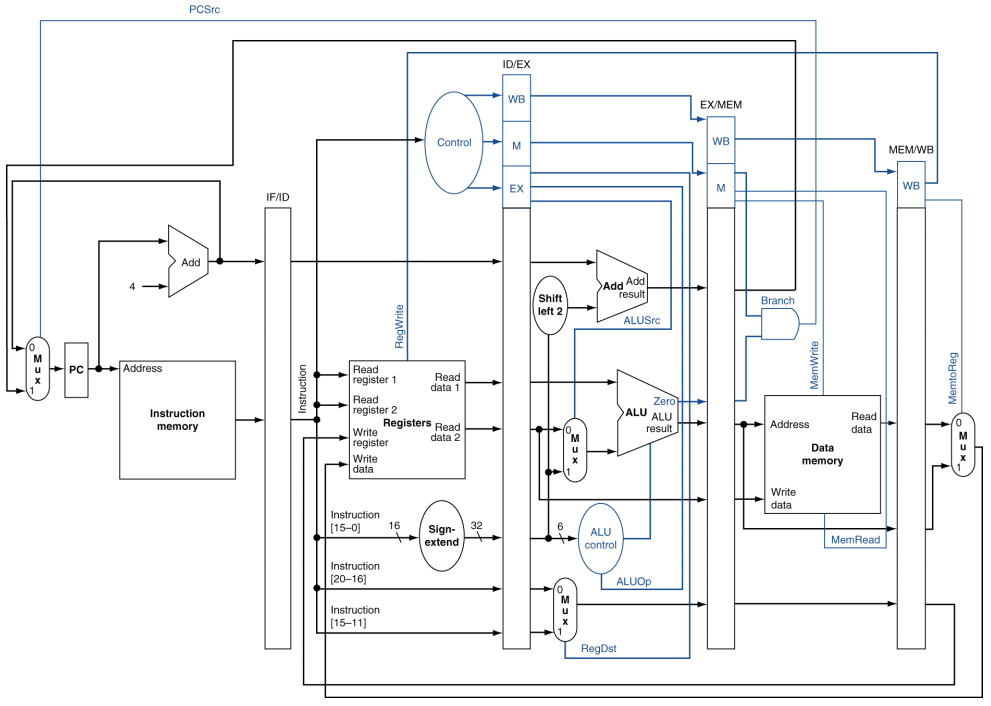 PCSrc
ID/EX
WB
EX/MEM
Control
M
WB
MEM/WB
EX
M
WB
IF/ID
Add
4
Add
Add
result
Shift
left 2
Branch
ALUSrc
RegWrite
MemWrite
MemtoReg
0
M
u
x
1
PC
Address
Instruction
memory
Instruction
Read
register 1
Read
register 2
Write
register
Write
data
Registers
Read
data 1
Read
data 2
0
M
u
x
1
ALU
Zero
ALU
result
Address
Read
data
Data
memory
Write
data
MemRead
0
M
u
x
1
Instruction
[15–0]
16
Sign-
extend
32
6
ALU
control
ALUOp
Instruction
[20–16]
Instruction
[15–11]
0
M
u
x
1
RegDst